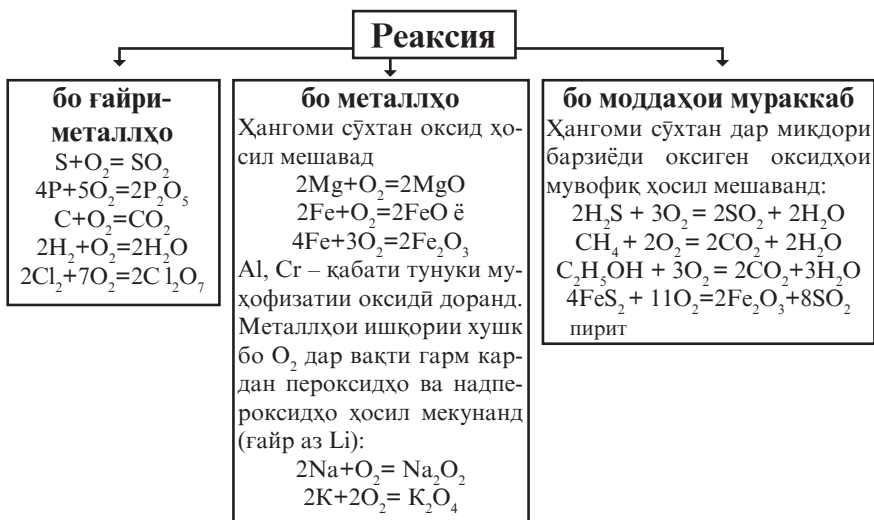 Реаксия
бо ғайри-
металлҳо
S+O₂= SO₂
4P+5O₂=2P₂O₅
C+O₂=CO₂
2H₂+O₂=2H₂O
2Cl₂+7O₂=2C l₂O₇
бо металлҳо
Ҳангоми сӯхтан оксид ҳо-
сил мешавад
2Mg+O₂=2MgO
2Fe+O₂=2FeO ё
4Fe+3O₂=2Fe₂O₃
Al, Cr – қабати тунуки му-
ҳофизатии оксидӣ доранд.
Металлҳои ишқории хушк
бо O₂ дар вақти гарм кар-
дан пероксидҳо ва надпе-
роксидҳо ҳосил мекунанд
(ғайр аз Li):
2Na+O₂= Na₂O₂
2К+2O₂= К₂O₄
бо моддаҳои мураккаб
Ҳангоми сӯхтан дар миқдори
барзиёди оксиген оксидҳои
мувофиқ ҳосил мешаванд:
2H₂S + 3O₂ = 2SO₂ + 2H₂O
CH₄ + 2O₂ = 2CO₂ + 2H₂O
C₂H₅OH + 3O₂ = 2CO₂+3H₂O
4FeS₂ + 11O₂=2Fe₂O₃+8SO₂
пирит